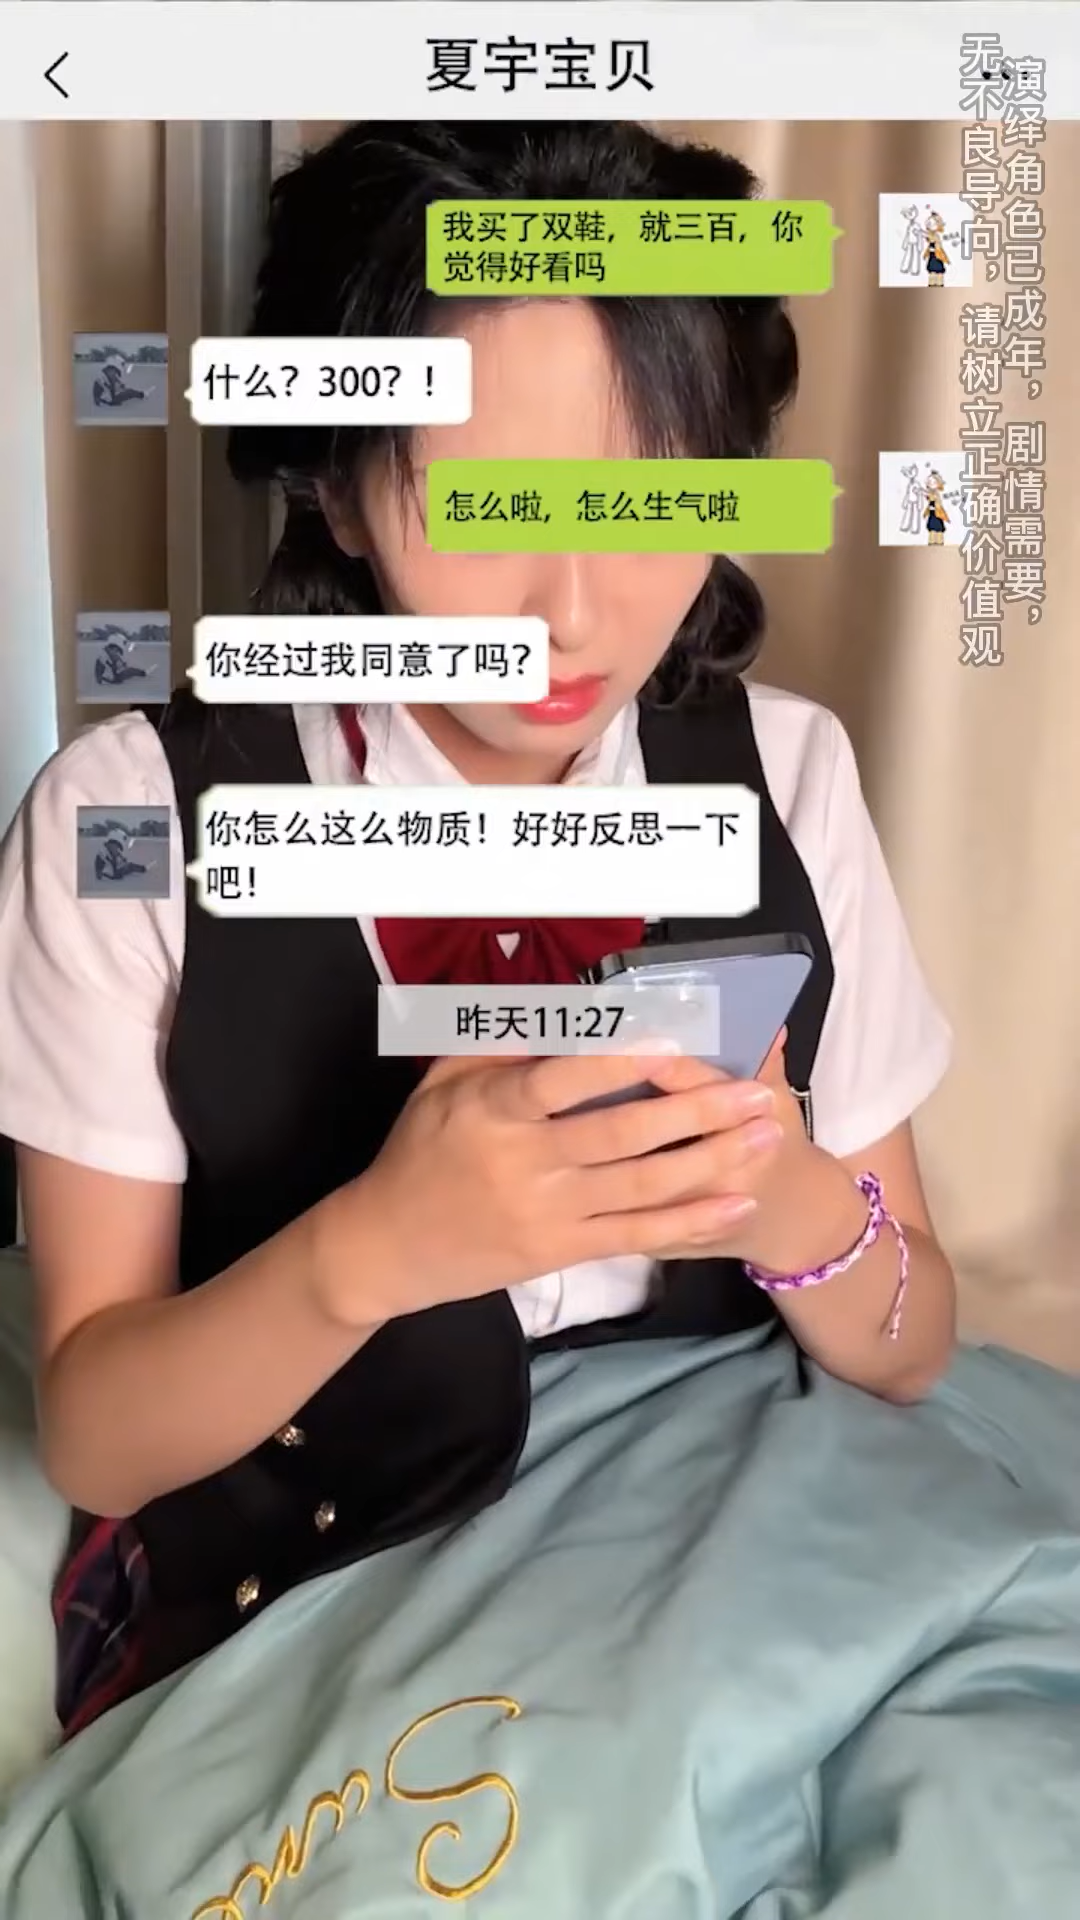 夏宇宝贝
演绎角色已成年，剧情需要，
无不良导向，请树立正确价值观
我买了双鞋，就三百，你
觉得好看吗
什么？300？！
怎么啦，怎么生气啦
你经过我同意了吗？
你怎么这么物质！好好反思一下
吧！
昨天11:27